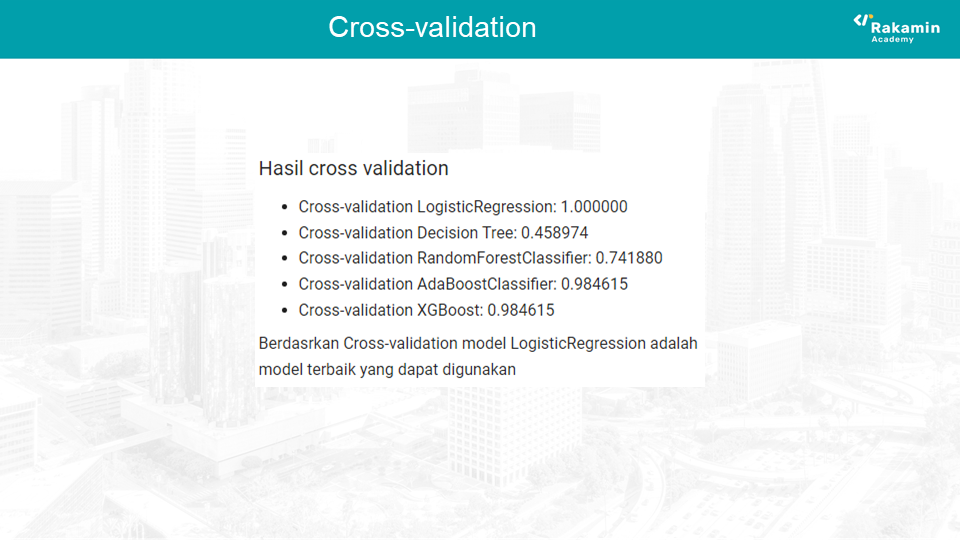 Cross-validation
Rakamin
Academy
Hasil cross validation
• Cross-validation LogisticRegression: 1.000000
• Cross-validation Decision Tree: 0.458974
• Cross-validation RandomForestClassifier: 0.741880
• Cross-validation AdaBoostClassifier: 0.984615
• Cross-validation XGBoost: 0.984615
Berdasrkan Cross-validation model LogisticRegression adalah
model terbaik yang dapat digunakan